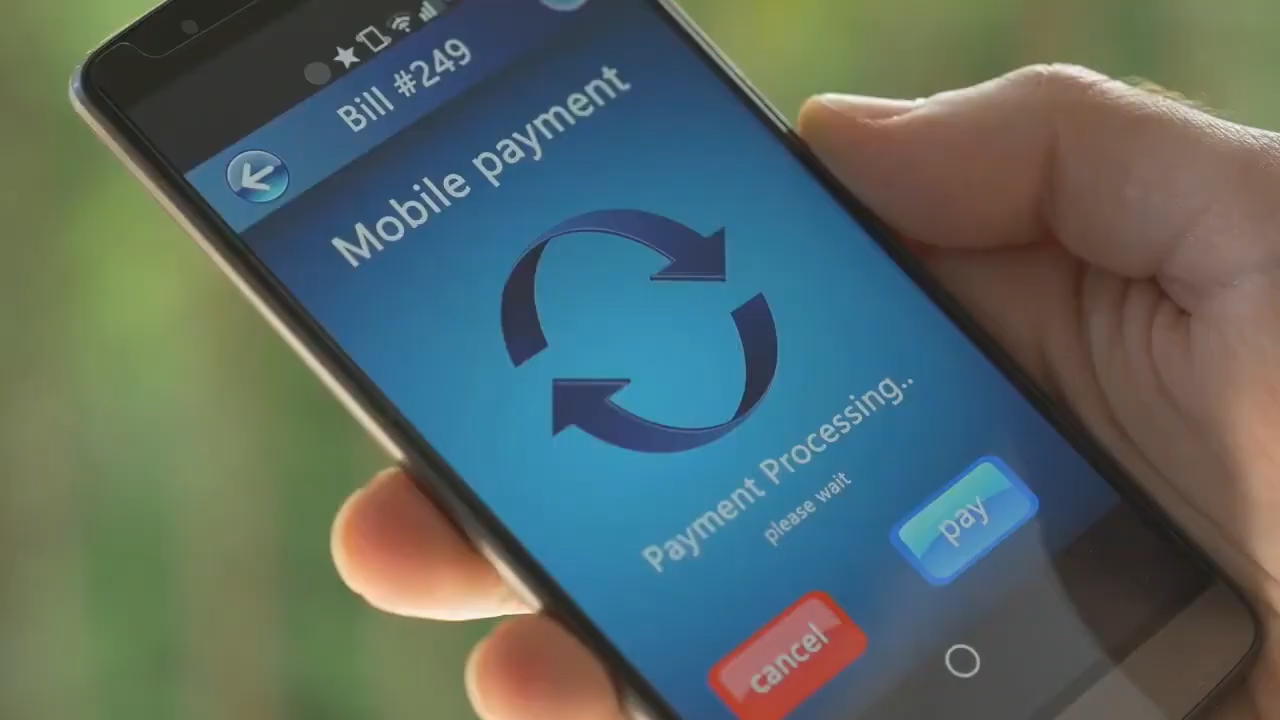 Bill #249
Mobile payment
Payment Processing..
please wait
cancel
pay